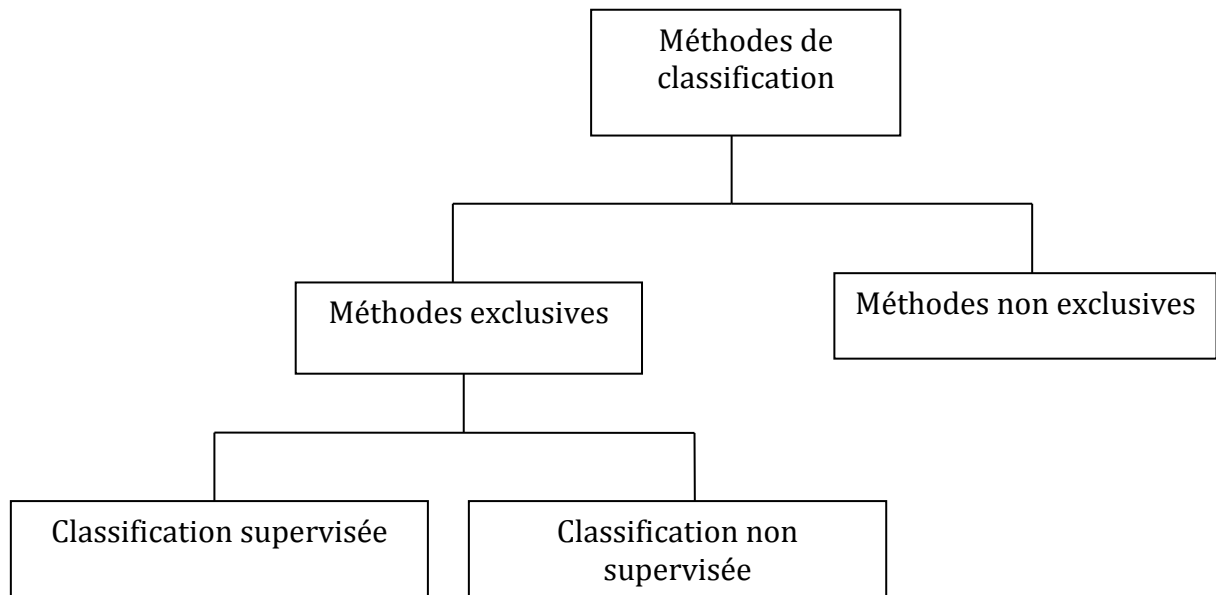 Méthodes de
classification
Méthodes exclusives
Méthodes non exclusives
Classification supervisée
Classification non
supervisée